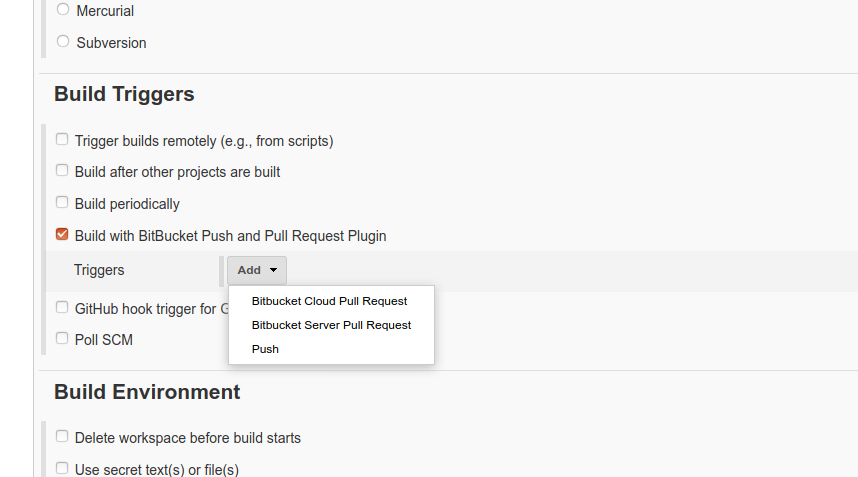 Mercurial
Subversion
Build Triggers
Trigger builds remotely (e.g., from scripts)
Build after other projects are built
Build periodically
Build with BitBucket Push and Pull Request Plugin
Triggers
Add
Bitbucket Cloud Pull Request
Bitbucket Server Pull Request
Push
GitHub hook trigger for
Poll SCM
Build Environment
Delete workspace before build starts
Use secret text(s) or file(s)